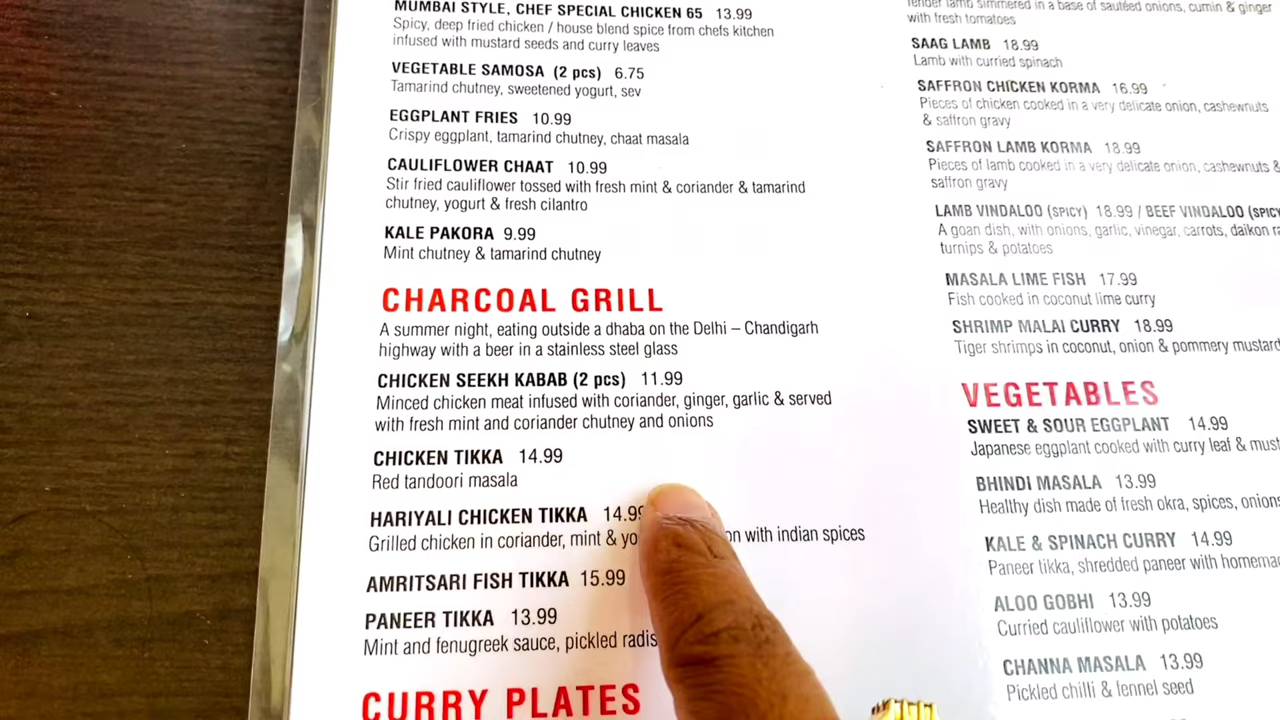 MUMBAI STYLE, CHEF SPECIAL CHICKEN 65 13.99
Spicy, deep fried chicken / house blend spice from chefs kitchen
infused with mustard seeds and curry leaves
VEGETABLE SAMOSA (2 pcs) 6.75
Tamarind chutney, sweetened yogurt, sev
EGGPLANT FRIES 10.99
Crispy eggplant, tamarind chutney, chaat masala
CAULIFLOWER CHAAT 10.99
Stir fried cauliflower tossed with fresh mint & coriander & tamarind
chutney, yogurt & fresh cilantro
KALE PAKORA 9.99
Mint chutney & tamarind chutney
CHARCOAL GRILL
A summer night, eating outside a dhaba on the Delhi – Chandigarh
highway with a beer in a stainless steel glass
CHICKEN SEEKH KABAB (2 pcs) 11.99
Minced chicken meat infused with coriander, ginger, garlic & served
with fresh mint and coriander chutney and onions
CHICKEN TIKKA 14.99
Red tandoori masala
HARIYALI CHICKEN TIKKA 14.99
Grilled chicken in coriander, mint & with indian spices
AMRITSARI FISH TIKKA 15.99
PANEER TIKKA 13.99
Mint and fenugreek sauce, pickled
CURRY PLATES
Tender lamb simmered in a base of sautéed onions, cumin & ginger
with fresh tomatoes
SAAG LAMB 18.99
Lamb with curried spinach
SAFFRON CHICKEN KORMA 16.99
Pieces of chicken cooked in a very delicate onion, cashewnuts
& saffron gravy
SAFFRON LAMB KORMA 18.99
Pieces of lamb cooked in a very delicate onion, cashewnuts &
saffron gravy
LAMB VINDALOO (SPICY) 18.99 / BEEF VINDALOO (SPICY
A goan dish, with onions, garlic, vinegar, carrots, daikon
turnips & potatoes
MASALA LIME FISH 17.99
Fish cooked in coconut lime curry
SHRIMP MALAI CURRY 18.99
Tiger shrimps in coconut, onion & pommery mustard
VEGETABLES
SWEET & SOUR EGGPLANT 14.99
Japanese eggplant cooked with curry leaf &
BHINDI MASALA 13.99
Healthy dish made of fresh okra, spices, onions
KALE & SPINACH CURRY 14.99
Paneer tikka, shredded paneer with
ALOO GOBHI 13.99
Curried cauliflower with potatoes
CHANNA MASALA 13.99
Pickled chilli & fennel seed